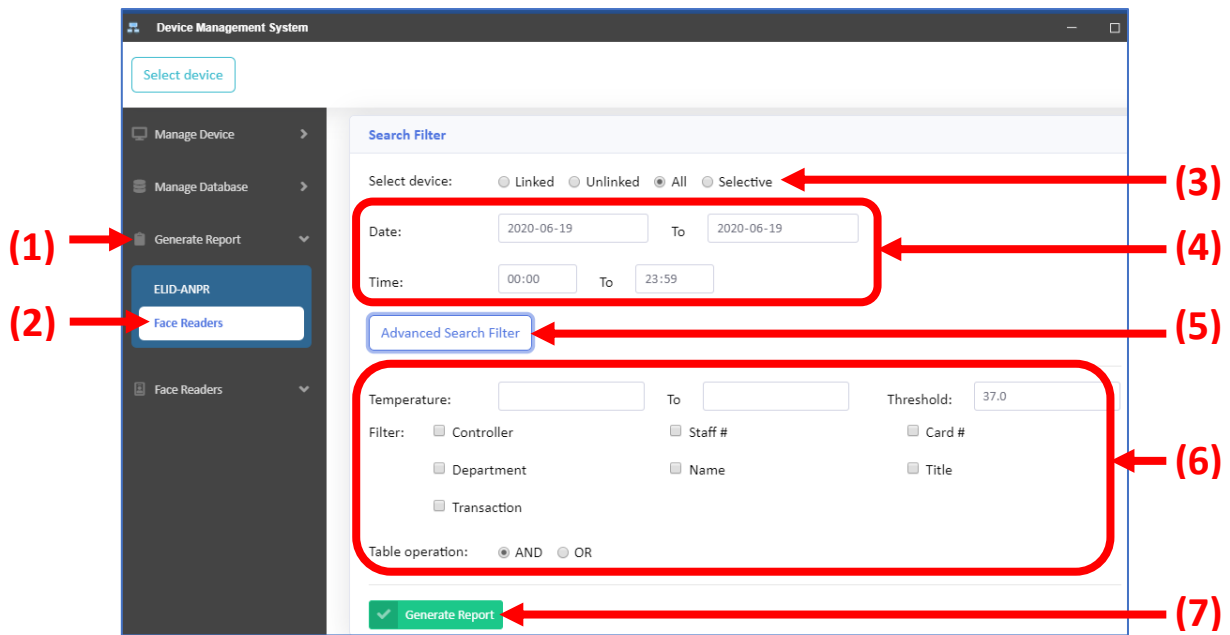 Device Management System
Select device
Manage Device
Manage Database
(1) Generate Report
ELID-ANPR
(2) Face Readers
Face Readers
Search Filter
Select device: Linked Unlinked All Selective (3)
Date: 2020-06-19 To 2020-06-19
(4)
Time: 00:00 To 23:59
Advanced Search Filter (5)
Temperature: To Threshold: 37.0
Filter: Controller Staff # Card #
(6)
Department Name Title
Transaction
Table operation: AND OR
Generate Report (7)